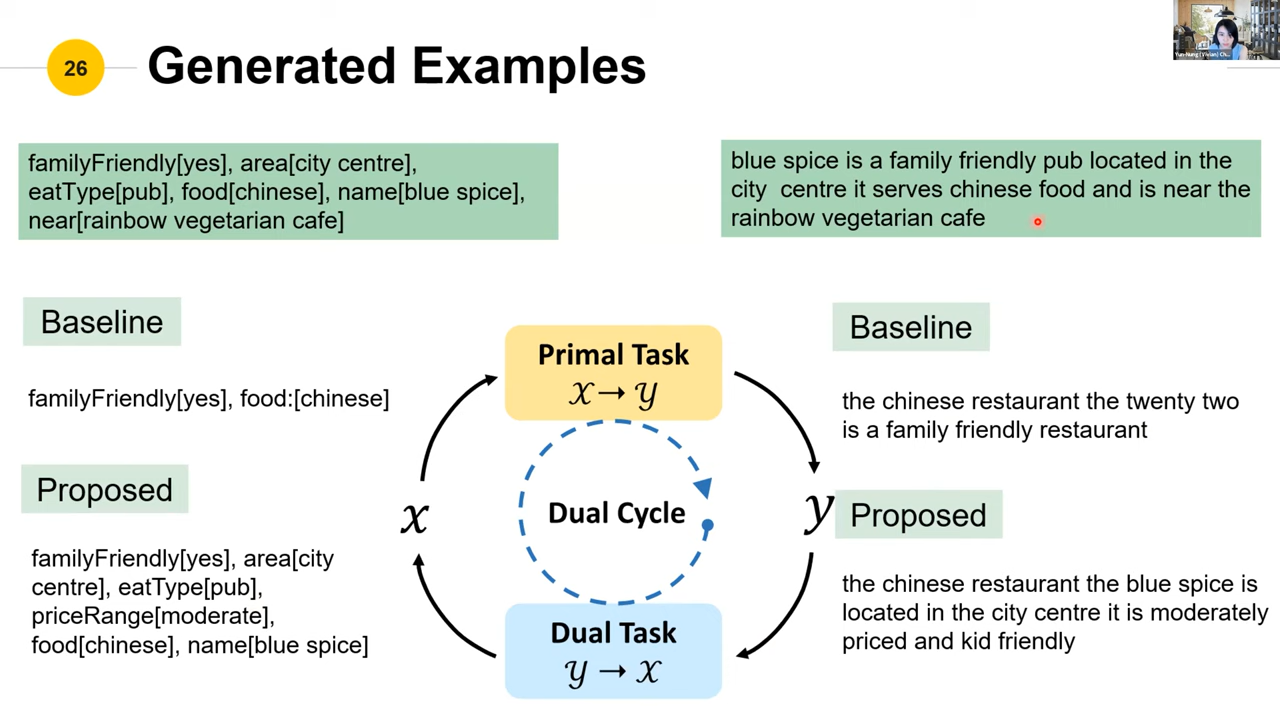 26
Generated Examples
familyFriendly[yes], area[city centre],
eatType[pub], food[chinese], name[blue spice],
near[rainbow vegetarian cafe]
blue spice is a family friendly pub located in the
city centre it serves chinese food and is near the
rainbow vegetarian cafe
Baseline
familyFriendly[yes], food:[chinese]
Proposed
familyFriendly[yes], area[city
centre], eatType[pub],
priceRange[moderate],
food[chinese], name[blue spice]
Primal Task
𝒳 → 𝒴
Dual Cycle
x
y
Dual Task
𝒴 → 𝒳
Baseline
the chinese restaurant the twenty two
is a family friendly restaurant
Proposed
the chinese restaurant the blue spice is
located in the city centre it is moderately
priced and kid friendly
Yun-Nung (Vivian) Ch...